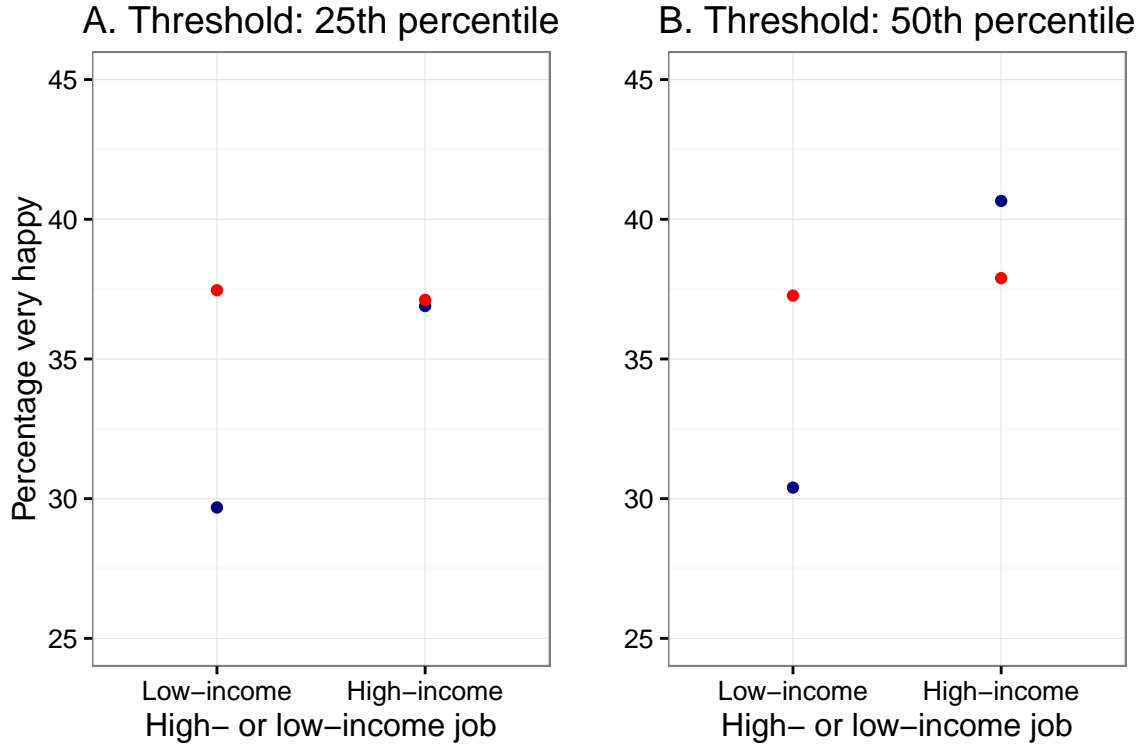 A. Threshold: 25th percentile
Percentage very happy
45
40
35
30
25
Low−income High−income
High− or low−income job
B. Threshold: 50th percentile
45
40
35
30
25
Low−income High−income
High− or low−income job